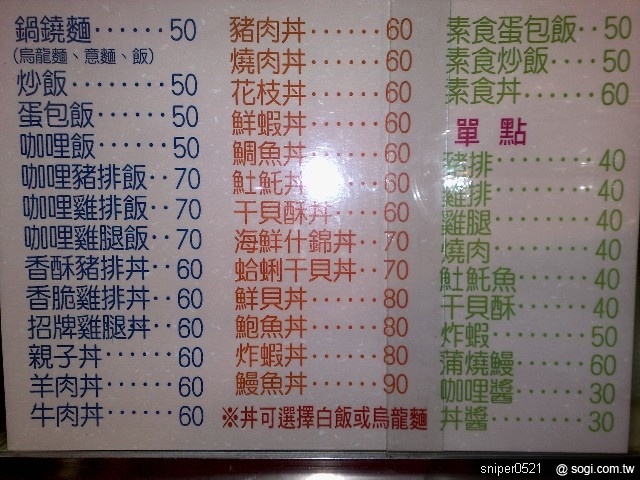 鍋鐃麵······50
(烏龍麵、意麵、飯)
炒飯········50
蛋包飯······50
咖哩飯······50
咖哩豬排飯··70
咖哩雞排飯··70
咖哩雞腿飯··70
香酥豬排丼··60
香脆雞排丼··60
招牌雞腿丼··60
親子丼·······60
羊肉丼·······60
牛肉丼·······60
豬肉丼·······60
燒肉丼·······60
花枝丼·······60
鮮蝦丼·······60
鯛魚丼·······60
𩵚魠丼·······60
干貝酥丼····60
海鮮什錦丼··70
蛤蜊干貝丼··70
鮮貝丼·······80
鮑魚丼·······80
炸蝦丼·······80
鰻魚丼·······90
※丼可選擇白飯或烏龍麵
素食蛋包飯··50
素食炒飯····50
素食丼······60
單點
豬排·········40
雞排·········40
雞腿·········40
燒肉·········40
𩵚魠魚······40
干貝酥······40
炸蝦·········50
蒲燒鰻······60
咖哩醬······30
丼醬·········30
sniper0521 @ sogi.com.tw